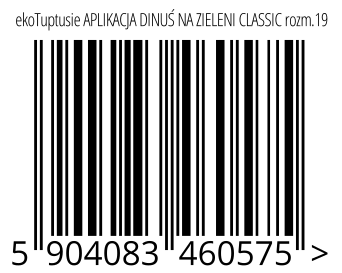 ekoTuptusie APLIKACJA DINUŚ NA ZIELENI CLASSIC rozm.19
5 904083 460575 >